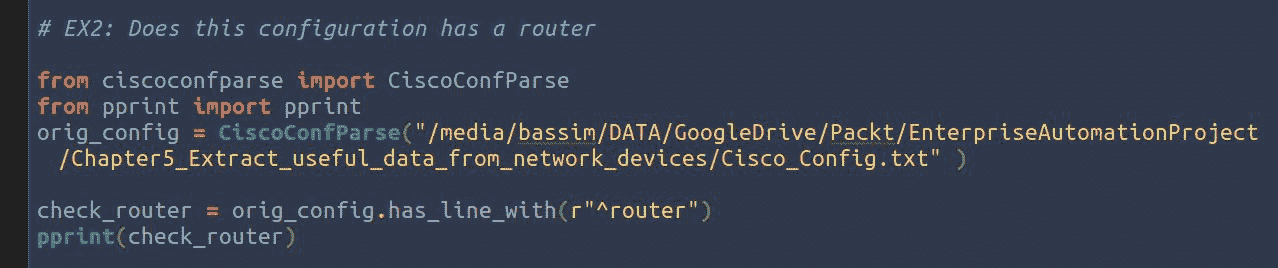 # EX2: Does this configuration has a router
from ciscoconfparse import CiscoConfParse
from pprint import pprint
orig_config = CiscoConfParse("/media/bassim/DATA/GoogleDrive/Packt/EnterpriseAutomationProject
/Chapter5_Extract_useful_data_from_network_devices/Cisco_Config.txt" )
check_router = orig_config.has_line_with(r"^router")
pprint(check_router)